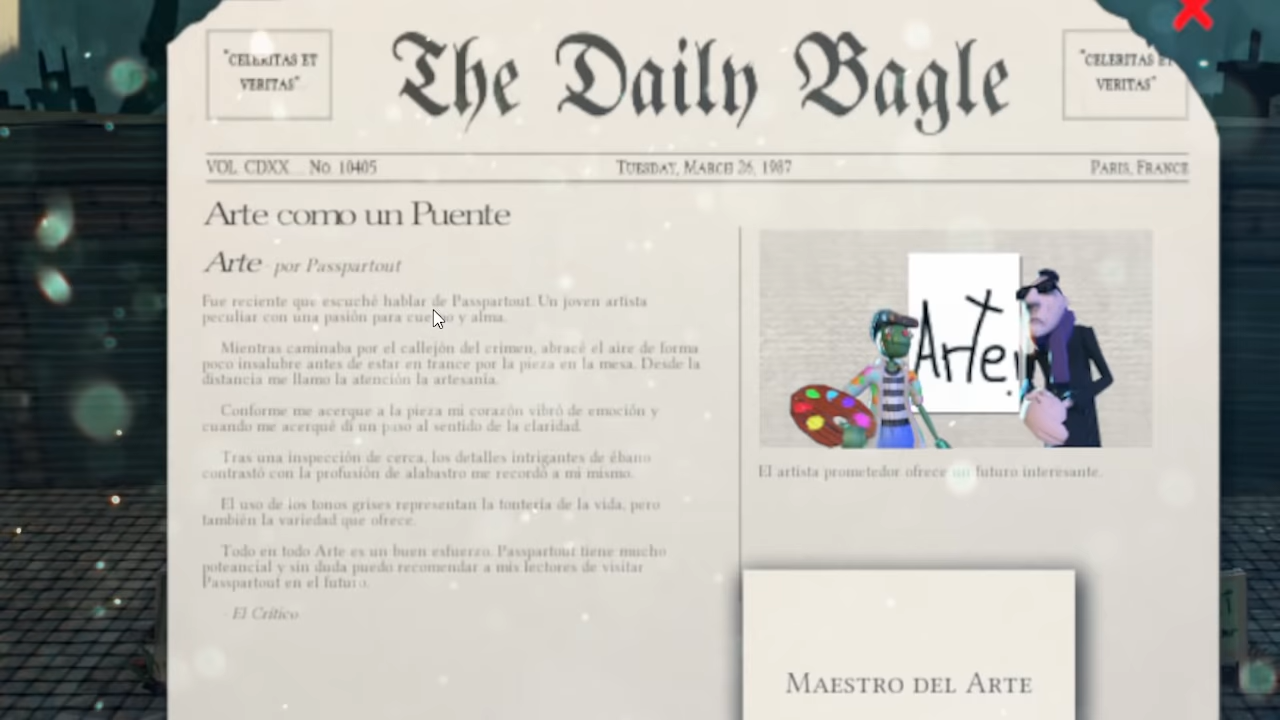 "CELERITAS ET
VERITAS"
The Daily Bagle
"CELERITAS ET
VERITAS"
VOL. CDXX... No. 10405
TUESDAY, MARCH 26, 1987
PARIS, FRANCE
Arte como un Puente
Arte - por Passpartout
Fue reciente que escuché hablar de Passpartout. Un joven artista
peculiar con una pasión para cuerpo y alma.
Mientras caminaba por el callejón del crimen, abracé el aire de forma
poco insalubre antes de estar en trance por la pieza en la mesa. Desde la
distancia me llamo la atención la artesanía.
Conforme me acerque a la pieza mi corazón vibró de emoción y
cuando me acerqué di un paso al sentido de la claridad.
Tras una inspección de cerca, los detalles intrigantes de ébano
contrastó con la profusión de alabastro me recordó a mi mismo.
El uso de los tonos grises representan la tontería de la vida, pero
también la variedad que ofrece.
Todo en todo Arte es un buen esfuerzo. Passpartout tiene mucho
poteancial y sin duda puedo recomendar a mis lectores de visitar
Passpartout en el futuro.
- El Crítico
Arte!
El artista prometedor ofrece un futuro interesante.
MAESTRO DEL ARTE